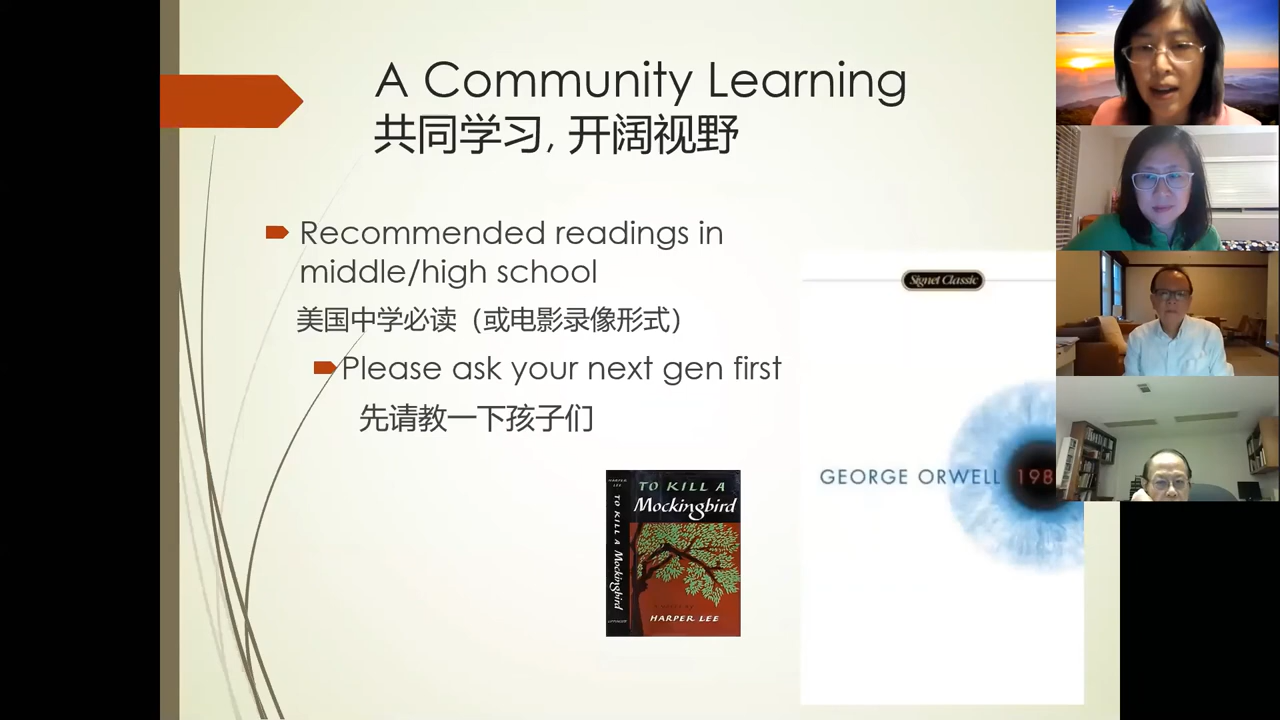 A Community Learning
共同学习, 开阔视野
Recommended readings in
middle/high school
美国中学必读（或电影录像形式）
Please ask your next gen first
先请教一下孩子们
Signet Classic
GEORGE ORWELL 198
HARPER
LEE
TO KILL A Mockingbird
TO KILL A
Mockingbird
HARPER LEE